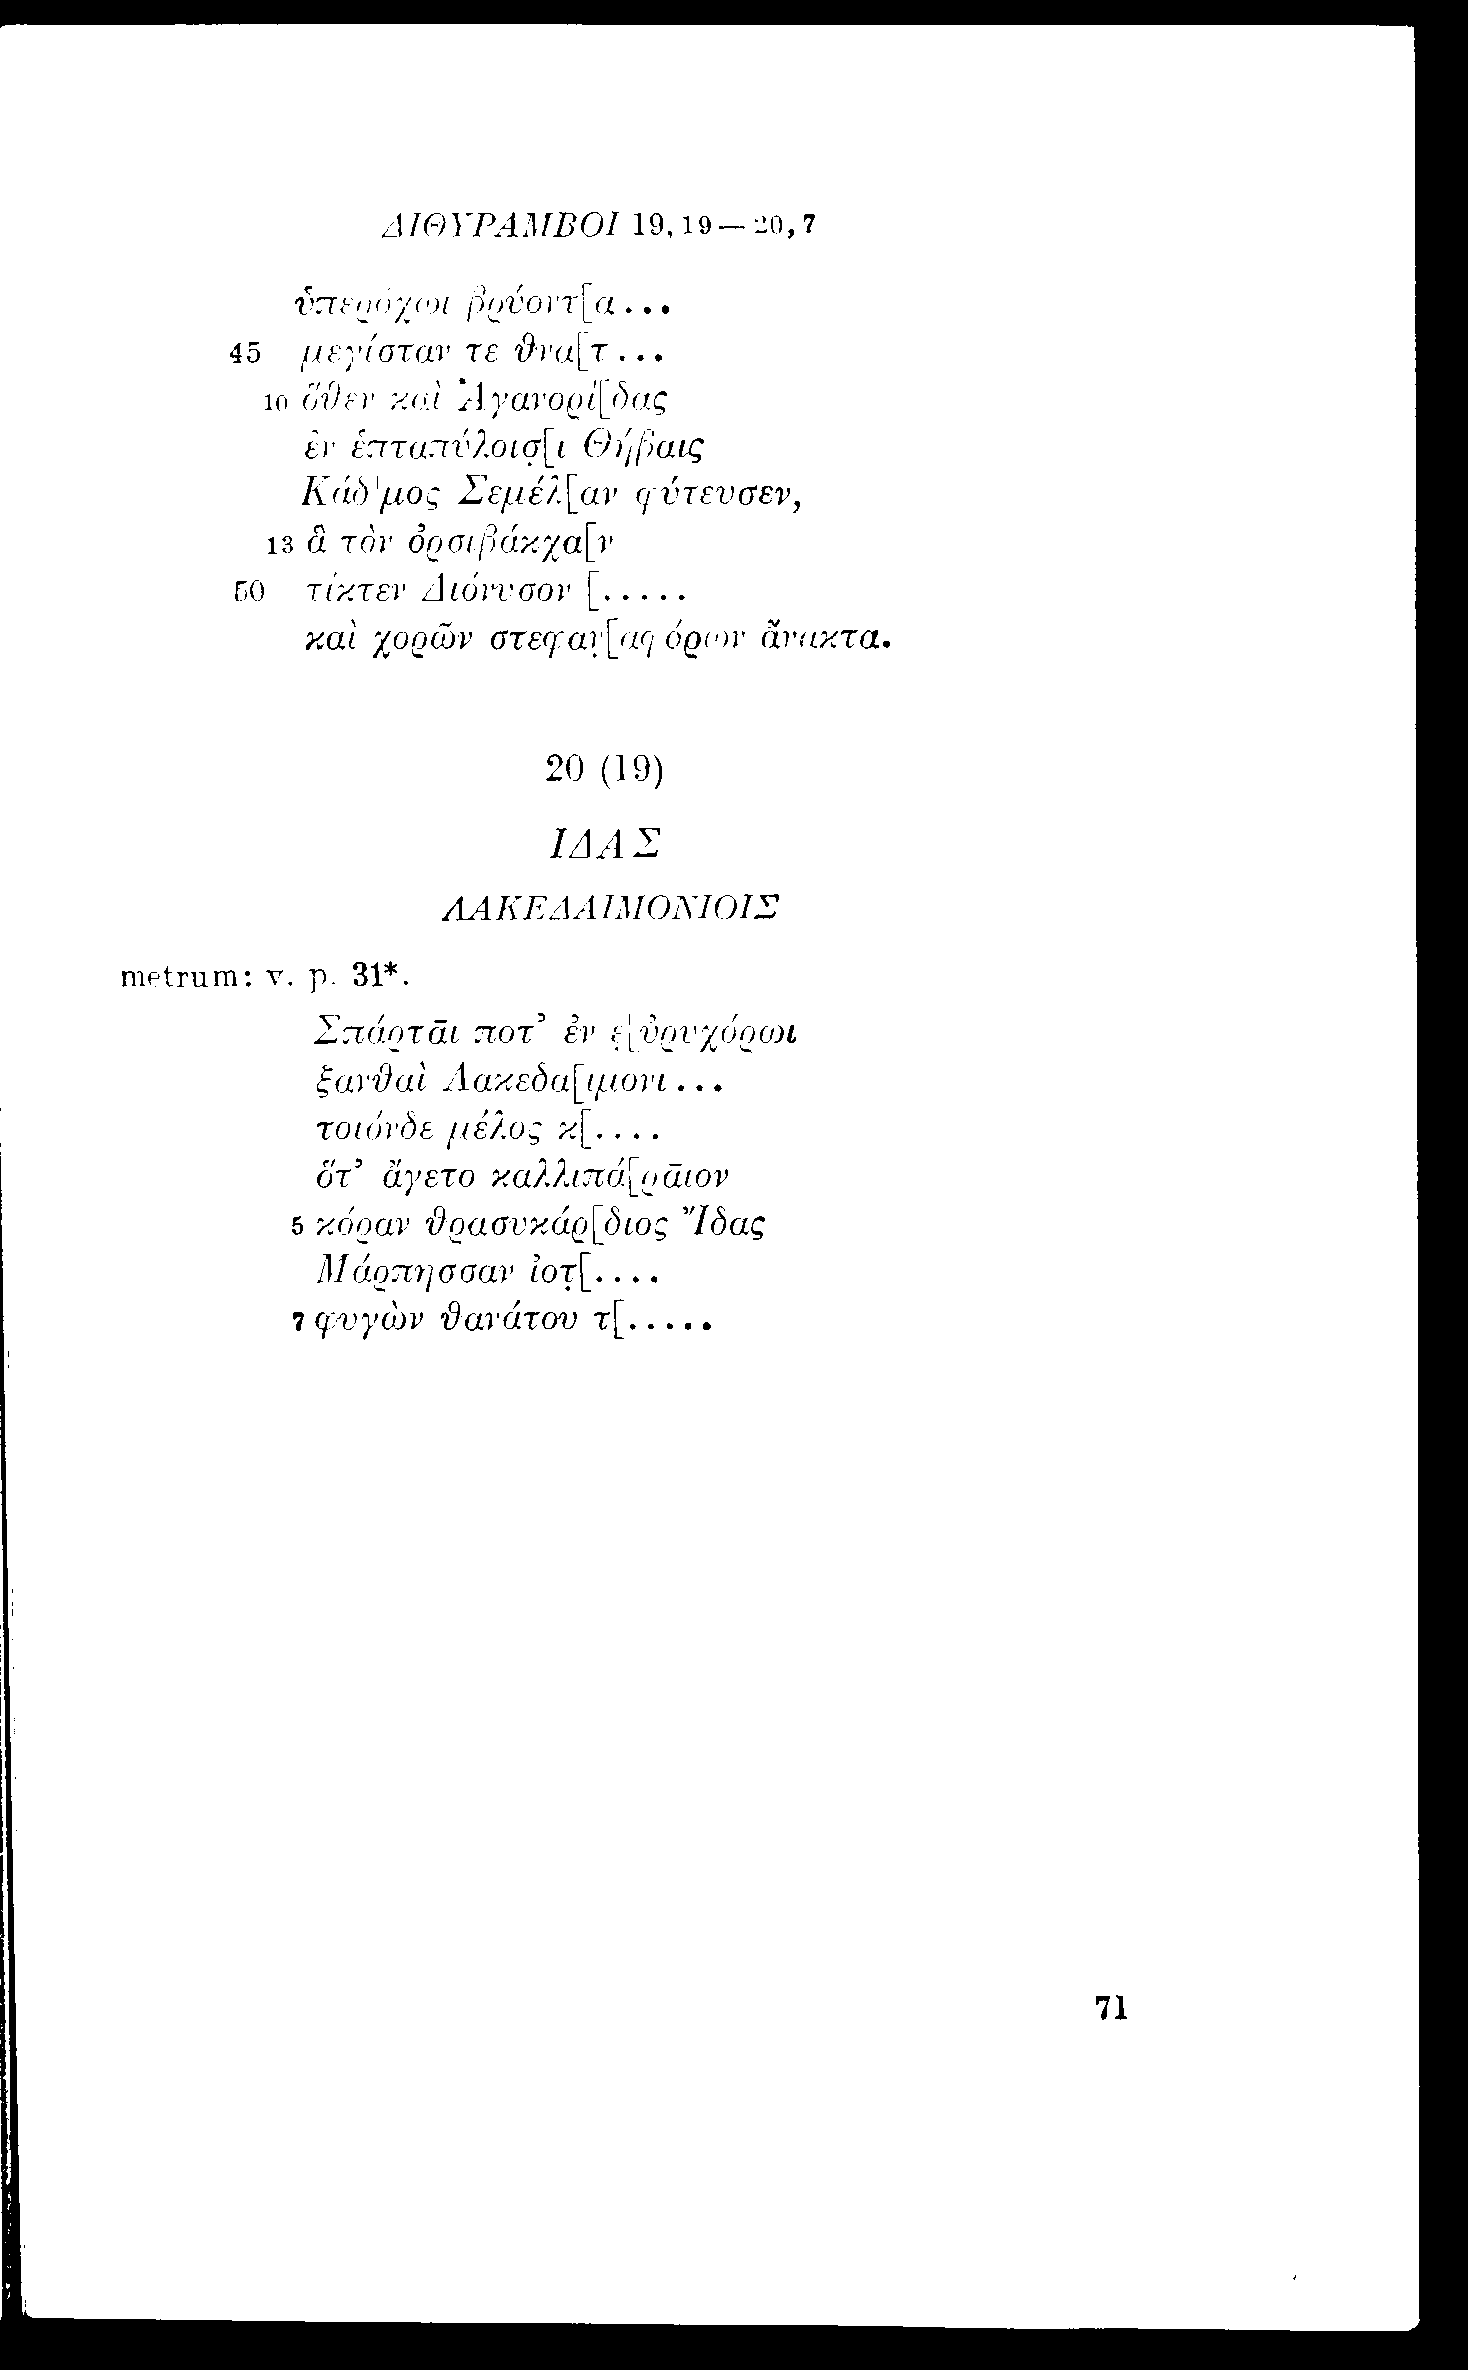 ΔΙΘΥΡΑΜΒΟΙ 19,19—20,7
ὑπερόχωι βρύοντ[α...
45 μεγίσταν τε θνα[τ...
10 ὅθεν καὶ Ἀγανορί[δας
ἐν ἑπταπύλοισ̣[ι Θήβαις
Κάδ'μος Σεμέλ[αν φύτευσεν,
13 ἃ τὸν ὀρσιβάκχα[ν
50 τίκτεν Διόνυσον [.....
καὶ χορῶν στεφαν̣[αφόρων ἄνακτα.
20 (19)
ΙΔΑΣ
ΛΑΚΕΔΑΙΜΟΝΙΟΙΣ
metrum: v. p. 31*.
Σπάρτᾱι ποτ’ ἐν ε̣[ὐρυχόρωι
ξανθαὶ Λακεδα[ιμονι...
τοιόνδε μέλος κ[....
ὅτ’ ἄγετο καλλιπά[ρᾱιον
5 κόραν θρασυκάρ[διος Ἴδας
Μάρπησσαν ἰοτ̣[....
7 φυγὼν θανάτου τ[.....
71